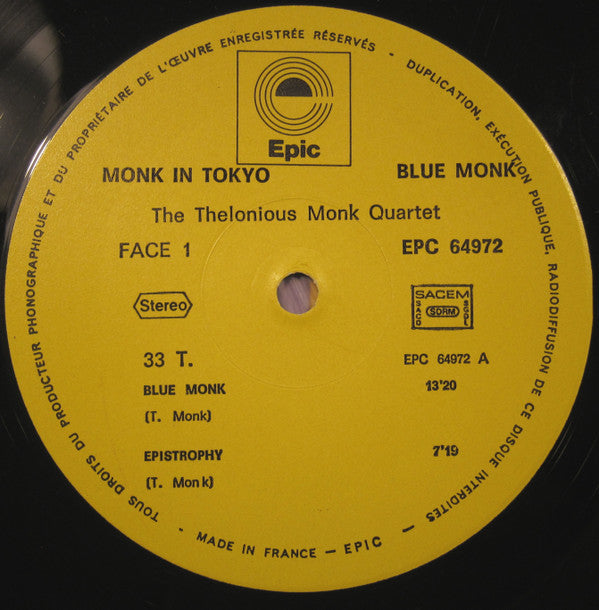 TOUS DROITS DU PRODUCTEUR PHONOGRAPHIQUE ET DU PROPRIÉTAIRE DE L'ŒUVRE ENREGISTRÉE RÉSERVÉS - DUPLICATION, EXÉCUTION PUBLIQUE, RADIODIFFUSION DE CE DISQUE INTERDITES —
Epic
MONK IN TOKYO BLUE MONK
The Thelonious Monk Quartet
FACE 1 EPC 64972
Stereo
SACEM
SACD SDRM SGDL
33 T. EPC 64972 A
BLUE MONK 13'20
(T. Monk)
EPISTROPHY 7'19
(T. Monk)
- MADE IN FRANCE — EPIC